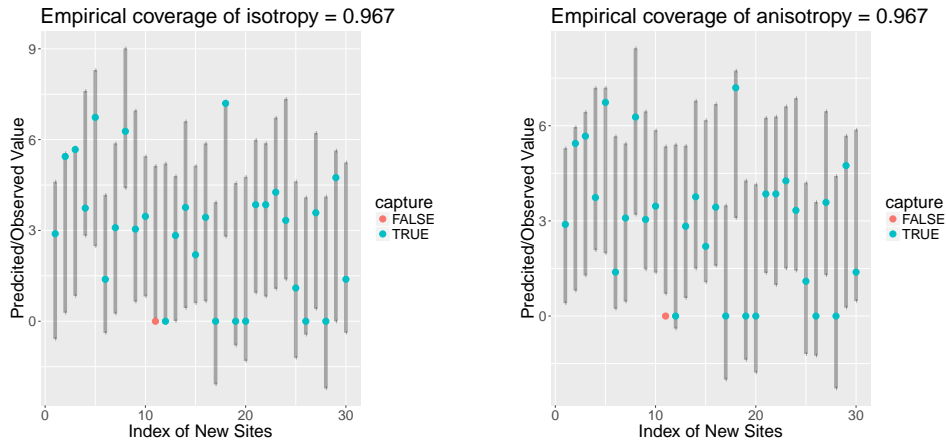 Empirical coverage of isotropy = 0.967
Predcited/Observed Value
9
6
3
0
0
10
20
30
Index of New Sites
capture
FALSE
TRUE
Empirical coverage of anisotropy = 0.967
Predcited/Observed Value
6
3
0
0
10
20
30
Index of New Sites
capture
FALSE
TRUE